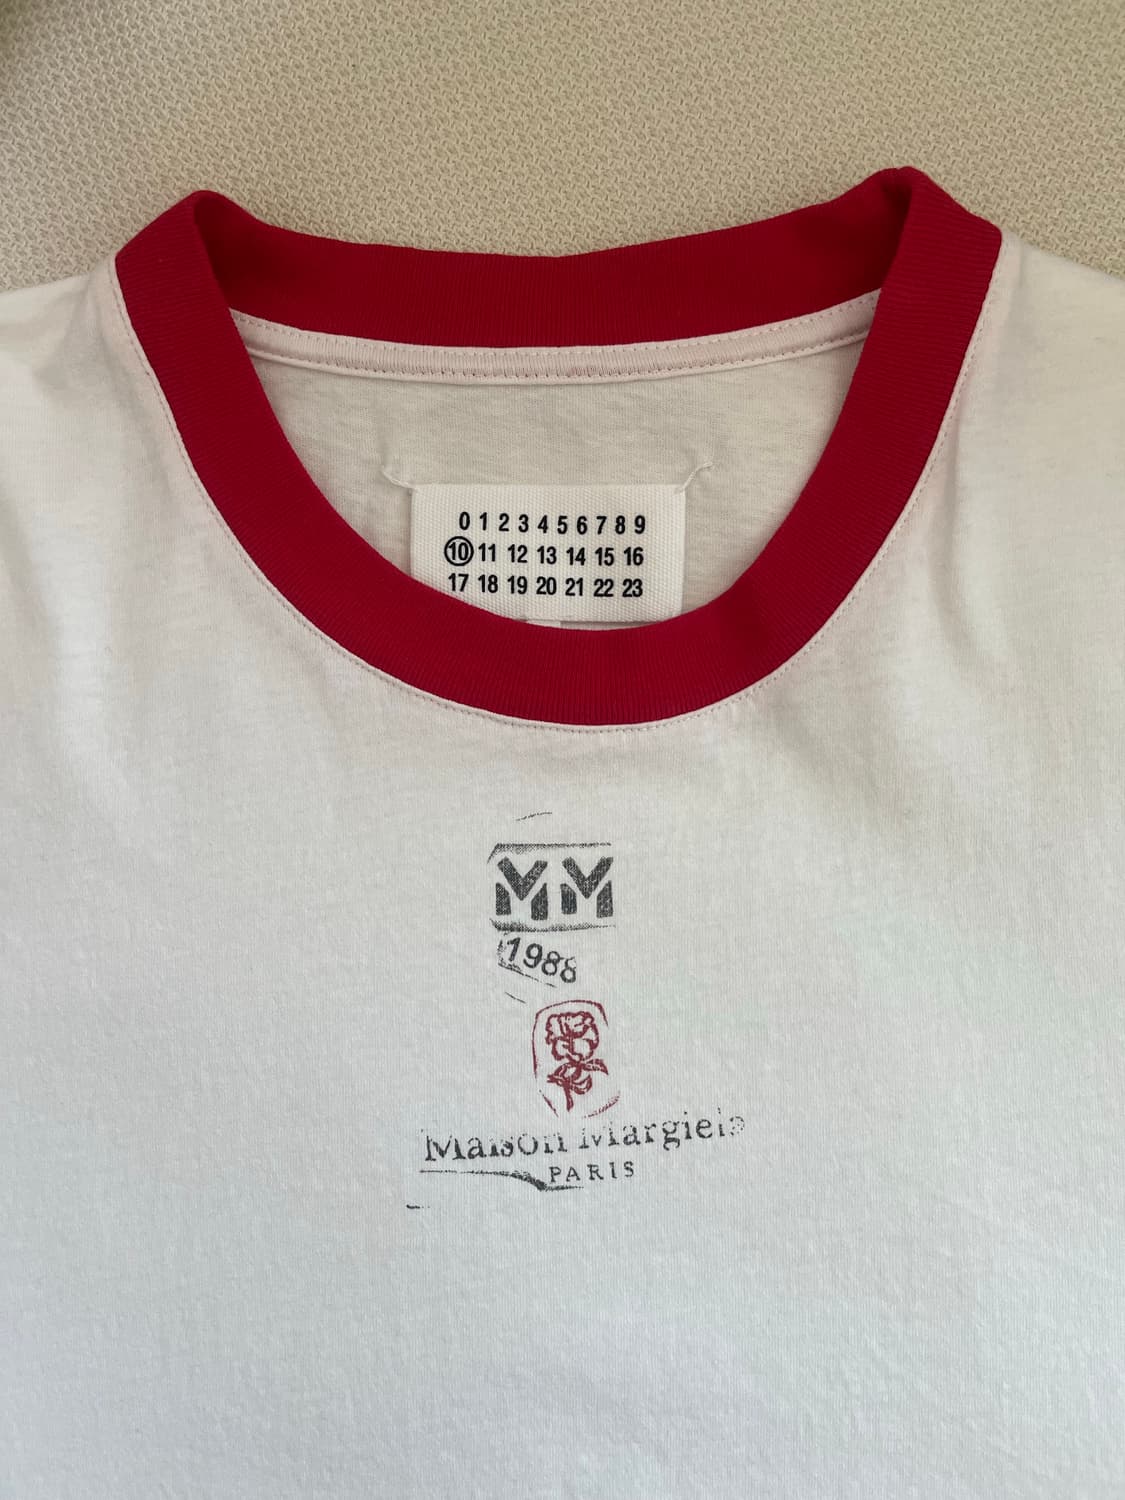 0 1 2 3 4 5 6 7 8 9
10 11 12 13 14 15 16
17 18 19 20 21 22 23
MM
1988
Maison Margiela
PARIS